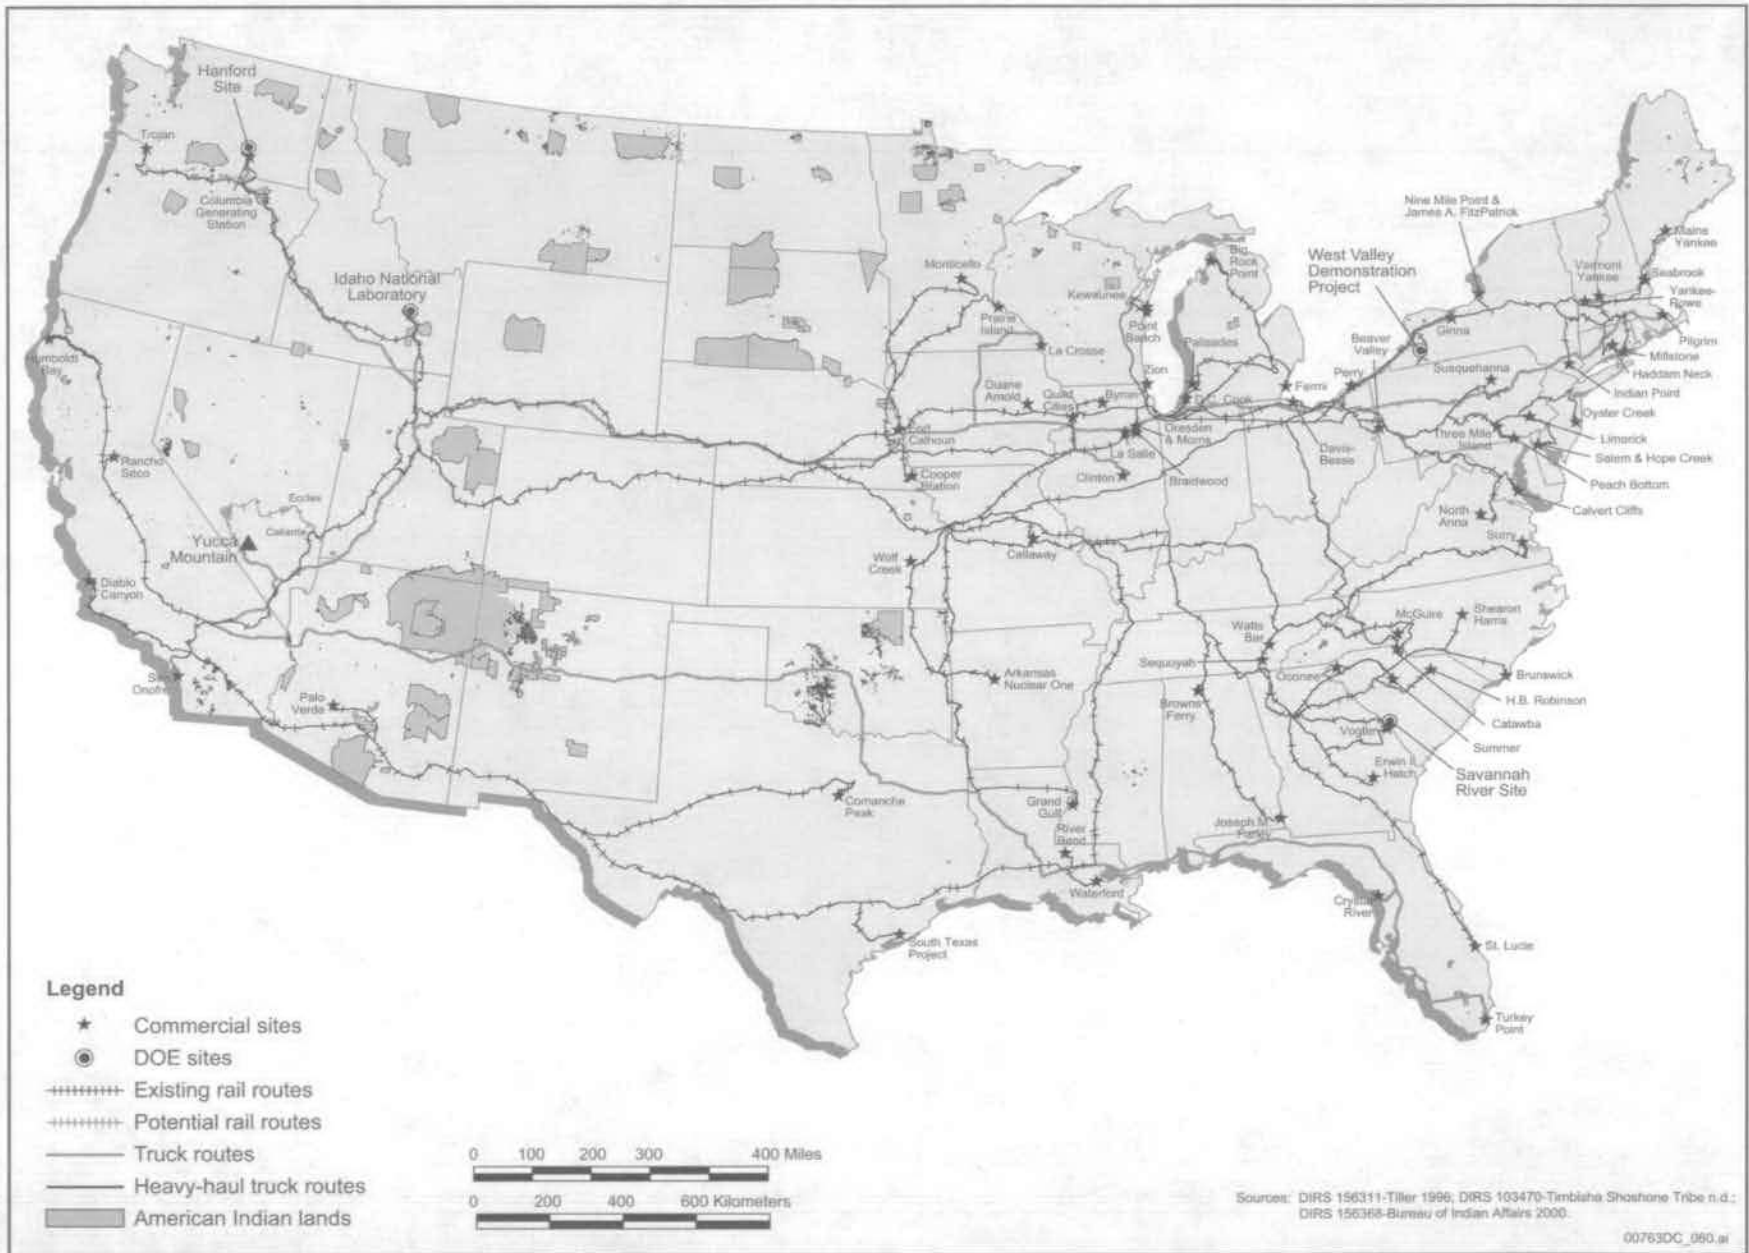 Hanford
Site
Trojan
Columbia
Generating
Station
Idaho National
Laboratory
Humboldt
Bay
Rancho
Seco
Eccles
Caliente
Yucca
Mountain
Diablo
Canyon
San
Onofre
Palo
Verde
Monticello
Prairie
Island
La Crosse
Kewaunee
Point
Beach
Big
Rock
Point
Palisades
Zion
Duane
Arnold
Quad
Cities
Byron
D.C. Cook
Fort
Calhoun
Cooper
Station
Dresden
& Morris
La Salle
Clinton
Braidwood
Fermi
Perry
Davis-
Besse
Beaver
Valley
West Valley
Demonstration
Project
Nine Mile Point &
James A. FitzPatrick
Ginna
Susquehanna
Maine
Yankee
Vermont
Yankee
Seabrook
Yankee-
Rowe
Pilgrim
Millstone
Haddam Neck
Indian Point
Oyster Creek
Three Mile
Island
Limerick
Salem & Hope Creek
Peach Bottom
Calvert Cliffs
North
Anna
Surry
Wolf
Creek
Callaway
Arkansas
Nuclear One
Watts
Bar
Sequoyah
McGuire
Shearon
Harris
Oconee
Brunswick
H.B. Robinson
Catawba
Summer
Browns
Ferry
Vogtle
Erwin I.
Hatch
Savannah
River Site
Comanche
Peak
Grand
Gulf
River
Bend
Joseph M.
Farley
Waterford
Crystal
River
South Texas
Project
St. Lucie
Turkey
Point
Legend
Commercial sites
DOE sites
Existing rail routes
Potential rail routes
Truck routes
Heavy-haul truck routes
American Indian lands
0 100 200 300 400 Miles
0 200 400 600 Kilometers
Sources: DIRS 156311-Tiller 1996; DIRS 103470-Timbisha Shoshone Tribe n.d.;
DIRS 156368-Bureau of Indian Affairs 2000.
00763DC_060.ai